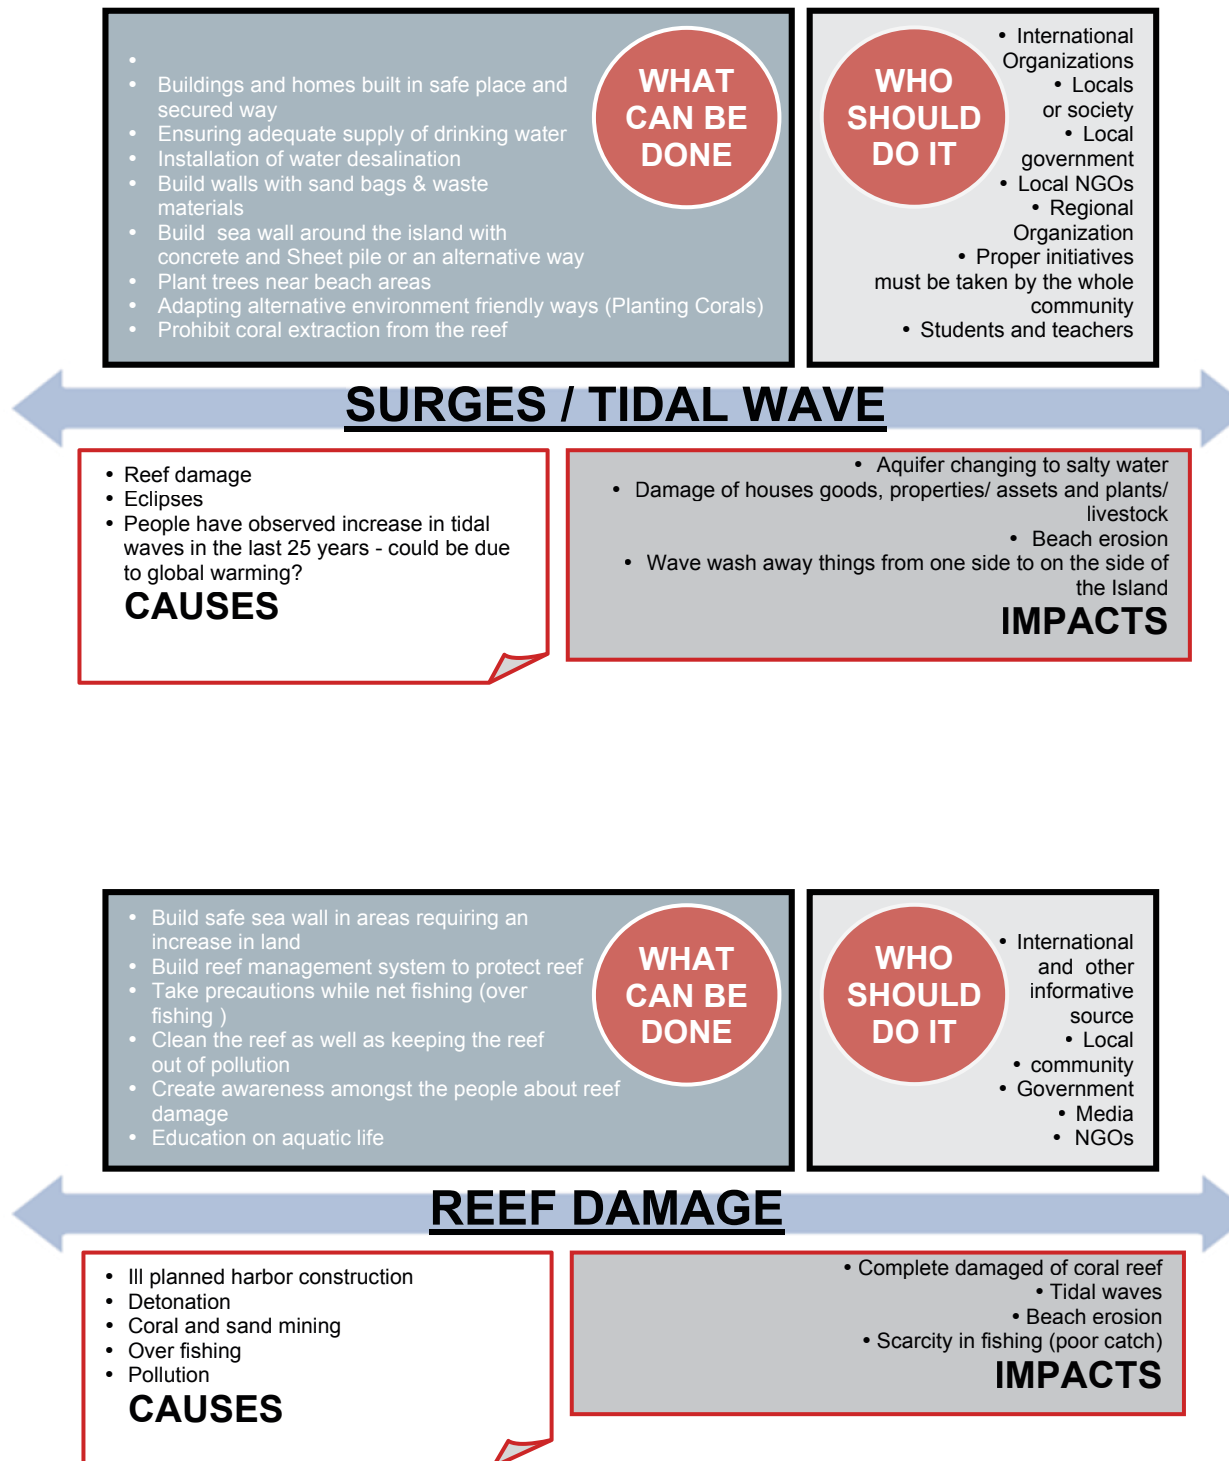 •
• Buildings and homes built in safe place and
secured way
• Ensuring adequate supply of drinking water
• Installation of water desalination
• Build walls with sand bags & waste
materials
• Build  sea wall around the island with
concrete and Sheet pile or an alternative way
• Plant trees near beach areas
• Adapting alternative environment friendly ways (Planting Corals)
• Prohibit coral extraction from the reef
WHAT
CAN BE
DONE
WHO
SHOULD
DO IT
• International
Organizations
• Locals
or society
• Local
government
• Local NGOs
• Regional
Organization
• Proper initiatives
must be taken by the whole
community
• Students and teachers
SURGES / TIDAL WAVE
• Reef damage
• Eclipses
• People have observed increase in tidal
waves in the last 25 years - could be due
to global warming?
CAUSES
• Aquifer changing to salty water
• Damage of houses goods, properties/ assets and plants/
livestock
• Beach erosion
• Wave wash away things from one side to on the side of
the Island
IMPACTS
• Build safe sea wall in areas requiring an
increase in land
• Build reef management system to protect reef
• Take precautions while net fishing (over
fishing )
• Clean the reef as well as keeping the reef
out of pollution
• Create awareness amongst the people about reef
damage
• Education on aquatic life
WHAT
CAN BE
DONE
WHO
SHOULD
DO IT
• International
and other
informative
source
• Local
• community
• Government
• Media
• NGOs
REEF DAMAGE
• Ill planned harbor construction
• Detonation
• Coral and sand mining
• Over fishing
• Pollution
CAUSES
• Complete damaged of coral reef
• Tidal waves
• Beach erosion
• Scarcity in fishing (poor catch)
IMPACTS